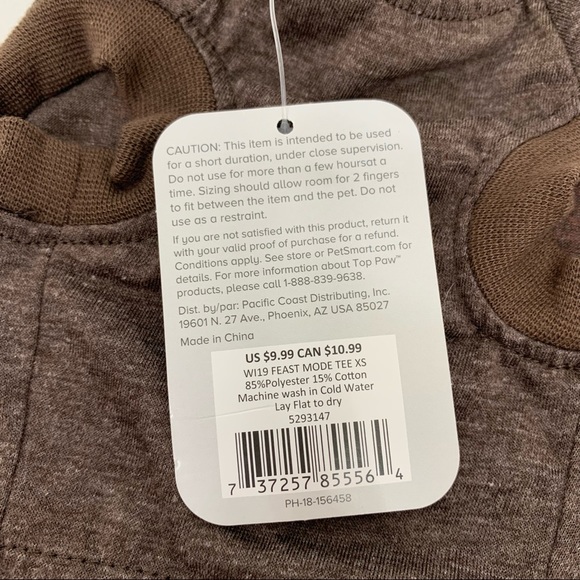 CAUTION: This item is intended to be used
for a short duration, under close supervision.
Do not use for more than a few hoursat a
time. Sizing should allow room for 2 fingers
to fit between the item and the pet. Do not
use as a restraint.
If you are not satisfied with this product, return it
with your valid proof of purchase for a refund.
Conditions apply. See store or PetSmart.com for
details. For more information about Top Paw™
products, please call 1-888-839-9638.
Dist. by/par: Pacific Coast Distributing, Inc.
19601 N. 27 Ave., Phoenix, AZ USA 85027
Made in China
US $9.99 CAN $10.99
WI19 FEAST MODE TEE XS
85%Polyester 15% Cotton
Machine wash in Cold Water
Lay Flat to dry
5293147
7 37257 85556 4
PH-18-156458